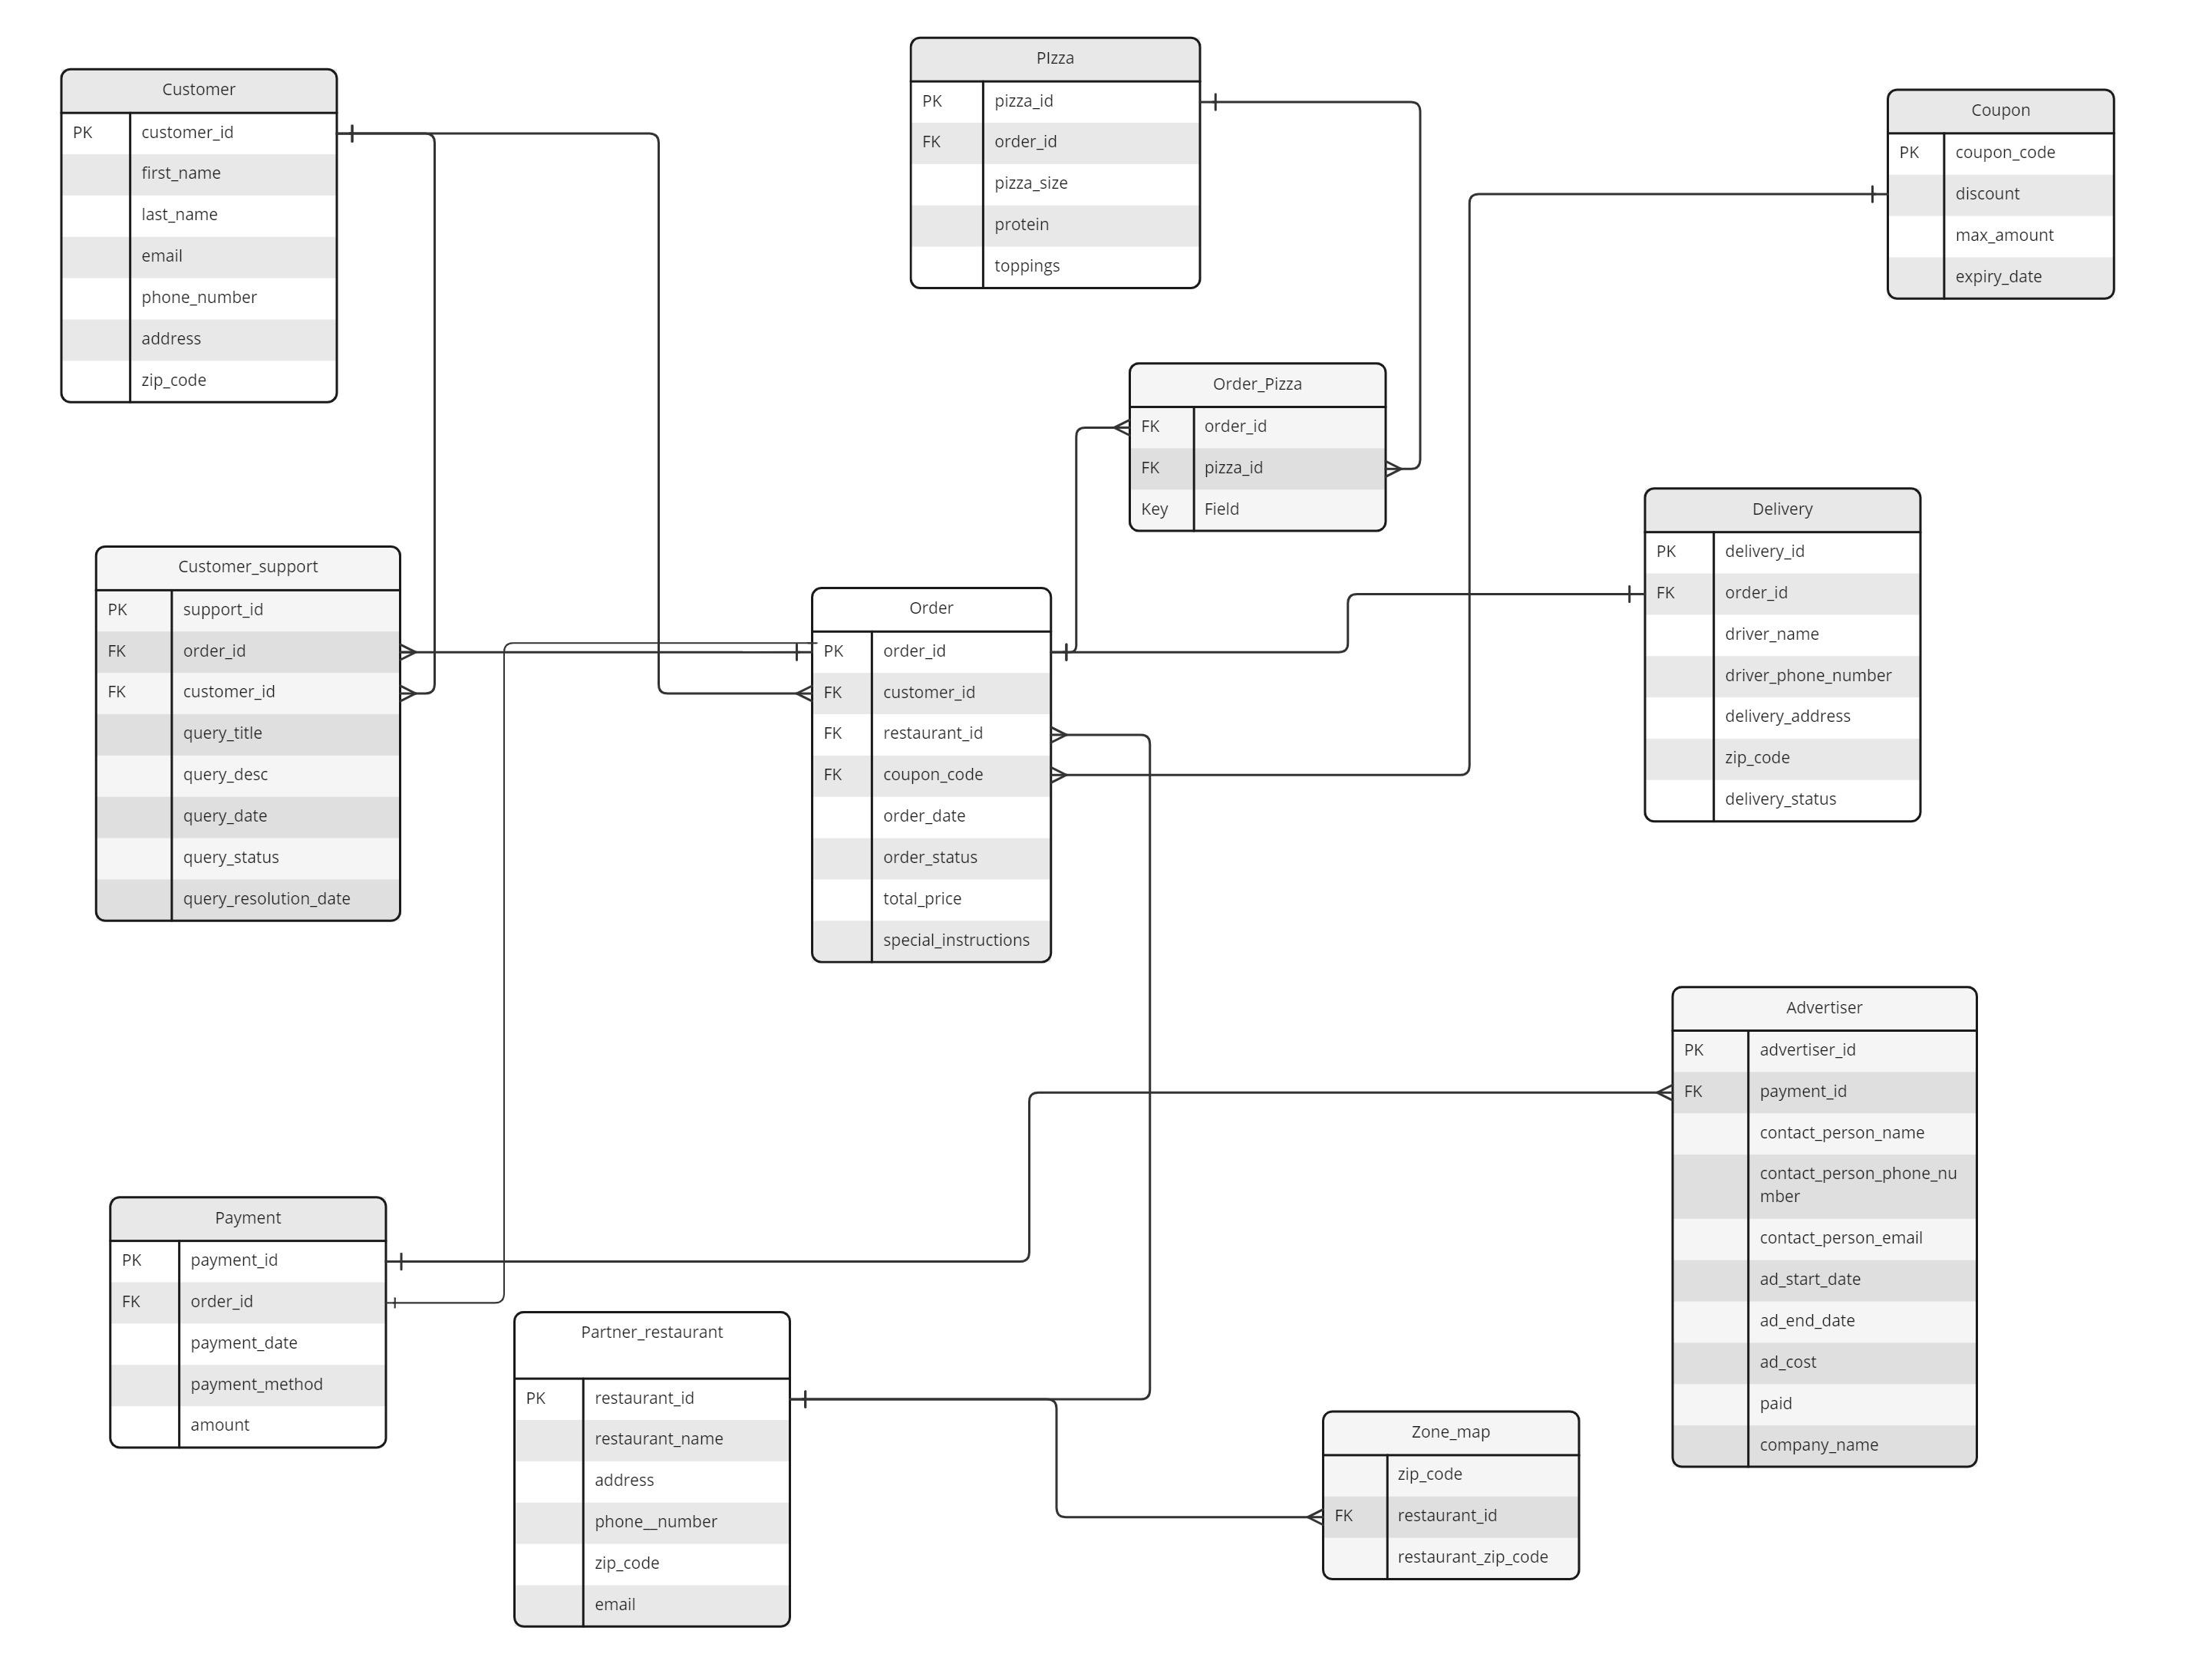 Customer
PK customer_id
first_name
last_name
email
phone_number
address
zip_code
PIzza
PK pizza_id
FK order_id
pizza_size
protein
toppings
Coupon
PK coupon_code
discount
max_amount
expiry_date
Order_Pizza
FK order_id
FK pizza_id
Key Field
Delivery
PK delivery_id
FK order_id
driver_name
driver_phone_number
delivery_address
zip_code
delivery_status
Customer_support
PK support_id
FK order_id
FK customer_id
query_title
query_desc
query_date
query_status
query_resolution_date
Order
PK order_id
FK customer_id
FK restaurant_id
FK coupon_code
order_date
order_status
total_price
special_instructions
Advertiser
PK advertiser_id
FK payment_id
contact_person_name
contact_person_phone_nu
mber
contact_person_email
ad_start_date
ad_end_date
ad_cost
paid
company_name
Payment
PK payment_id
FK order_id
payment_date
payment_method
amount
Partner_restaurant
PK restaurant_id
restaurant_name
address
phone__number
zip_code
email
Zone_map
zip_code
FK restaurant_id
restaurant_zip_code